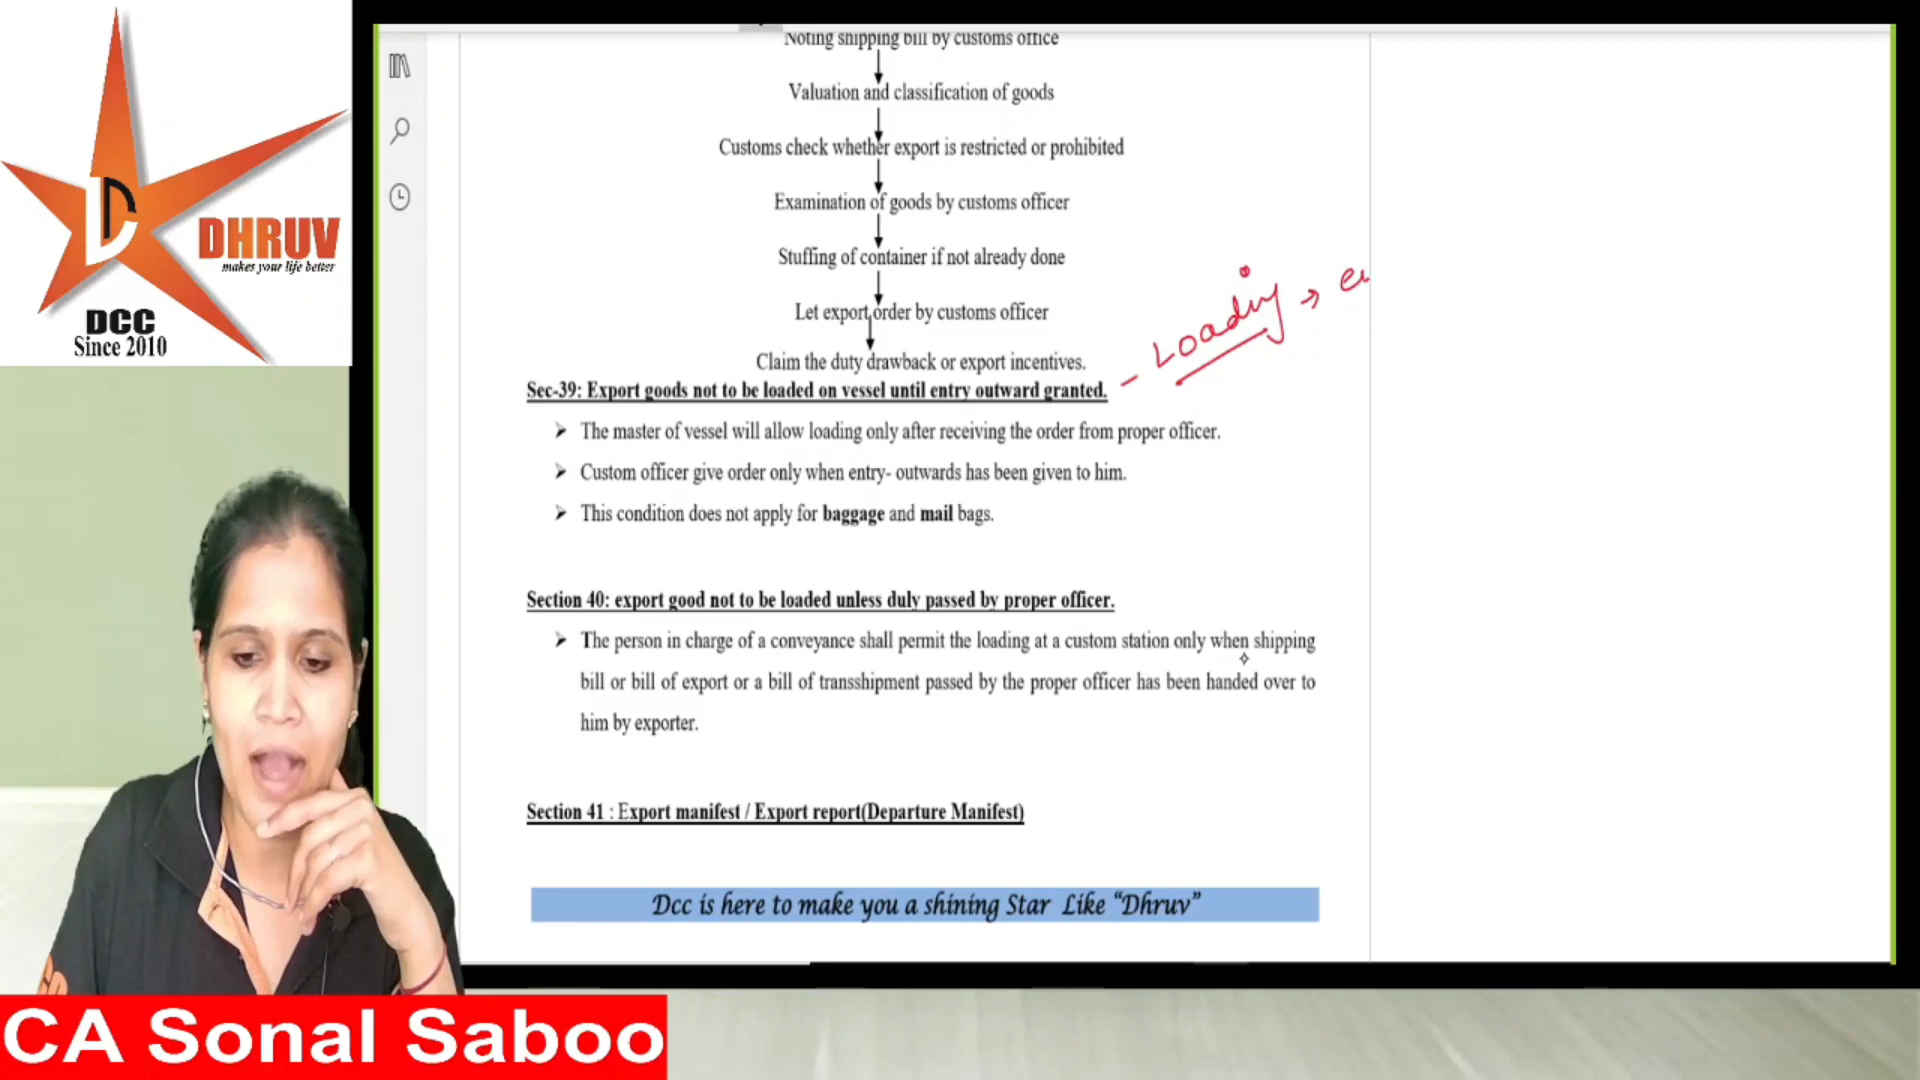 Noting shipping bill by customs office
Valuation and classification of goods
Customs check whether export is restricted or prohibited
Examination of goods by customs officer
Stuffing of container if not already done
Let export order by customs officer
Claim the duty drawback or export incentives.
Sec-39: Export goods not to be loaded on vessel until entry outward granted.
- Loading →
➢ The master of vessel will allow loading only after receiving the order from proper officer.
➢ Custom officer give order only when entry- outwards has been given to him.
➢ This condition does not apply for baggage and mail bags.
Section 40: export good not to be loaded unless duly passed by proper officer.
➢ The person in charge of a conveyance shall permit the loading at a custom station only when shipping
bill or bill of export or a bill of transshipment passed by the proper officer has been handed over to
him by exporter.
Section 41 : Export manifest / Export report(Departure Manifest)
Dcc is here to make you a shining Star Like “Dhruv”
DHRUV
makes your life better
DCC
Since 2010
CA Sonal Saboo